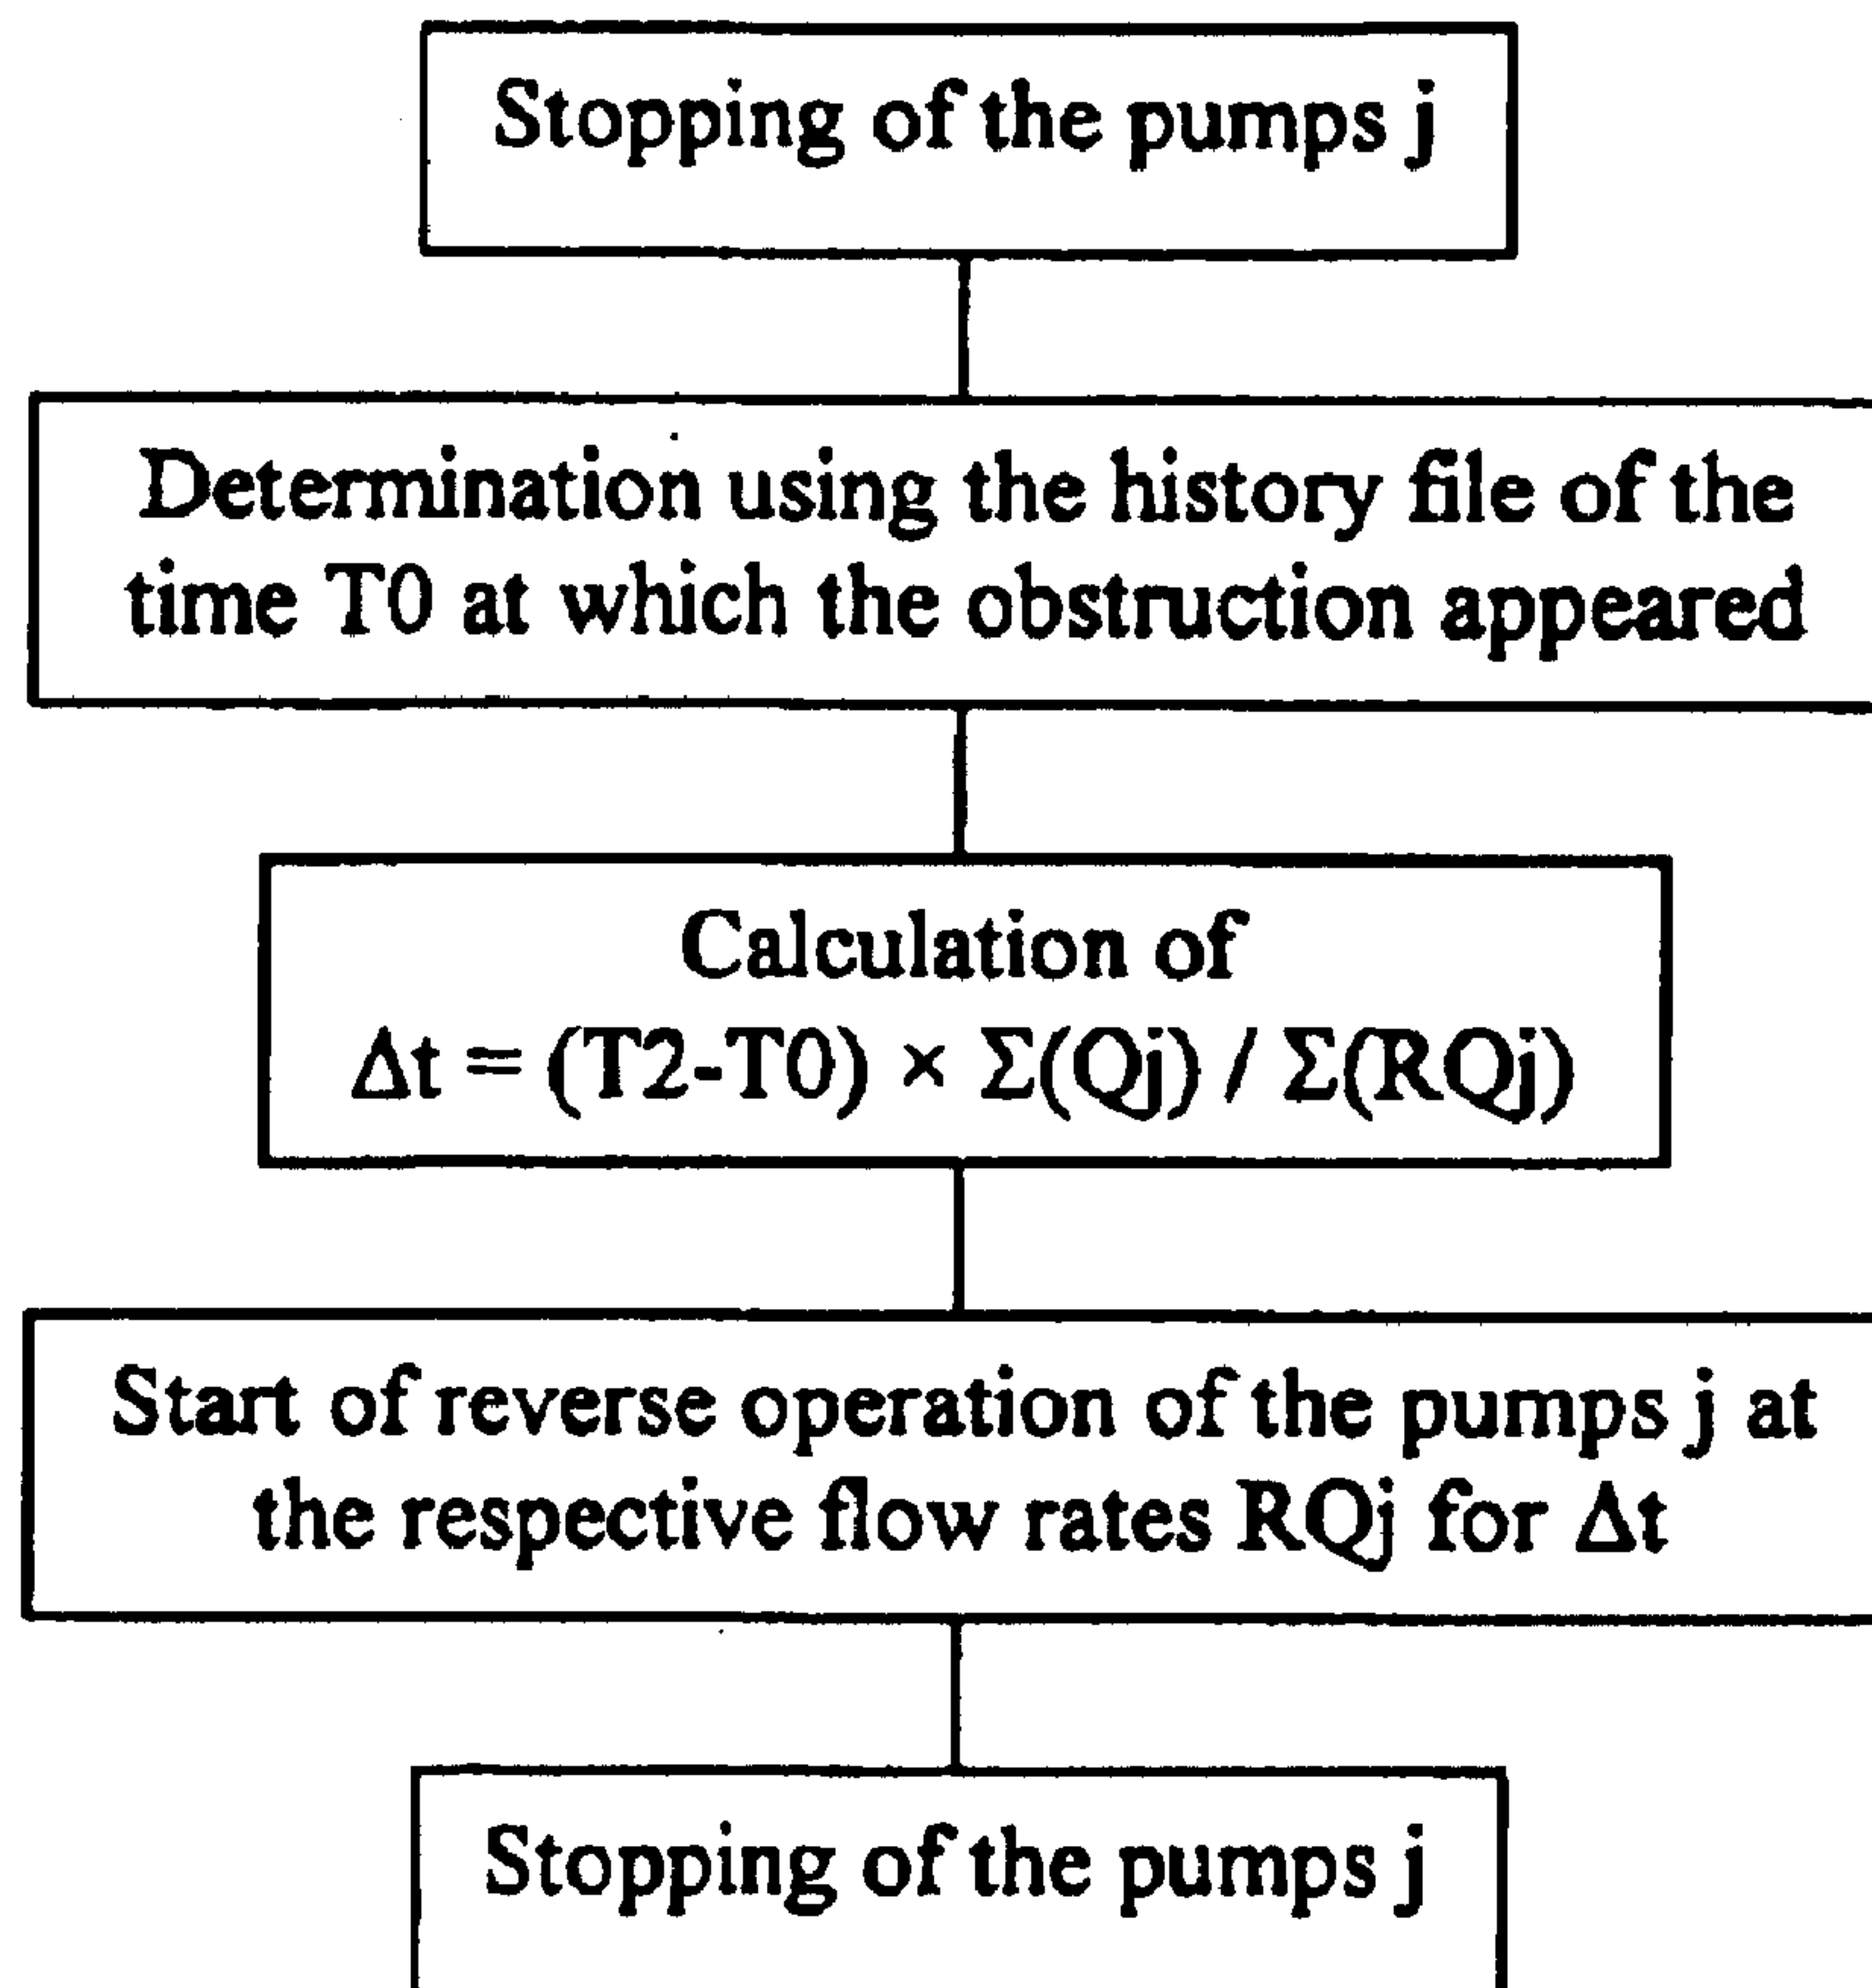 Stopping of the pumps j
Determination using the history file of the
time T0 at which the obstruction appeared
Calculation of
Δt = (T2-T0) × Σ(Qj) / Σ(RQj)
Start of reverse operation of the pumps j at
the respective flow rates RQj for Δt
Stopping of the pumps j